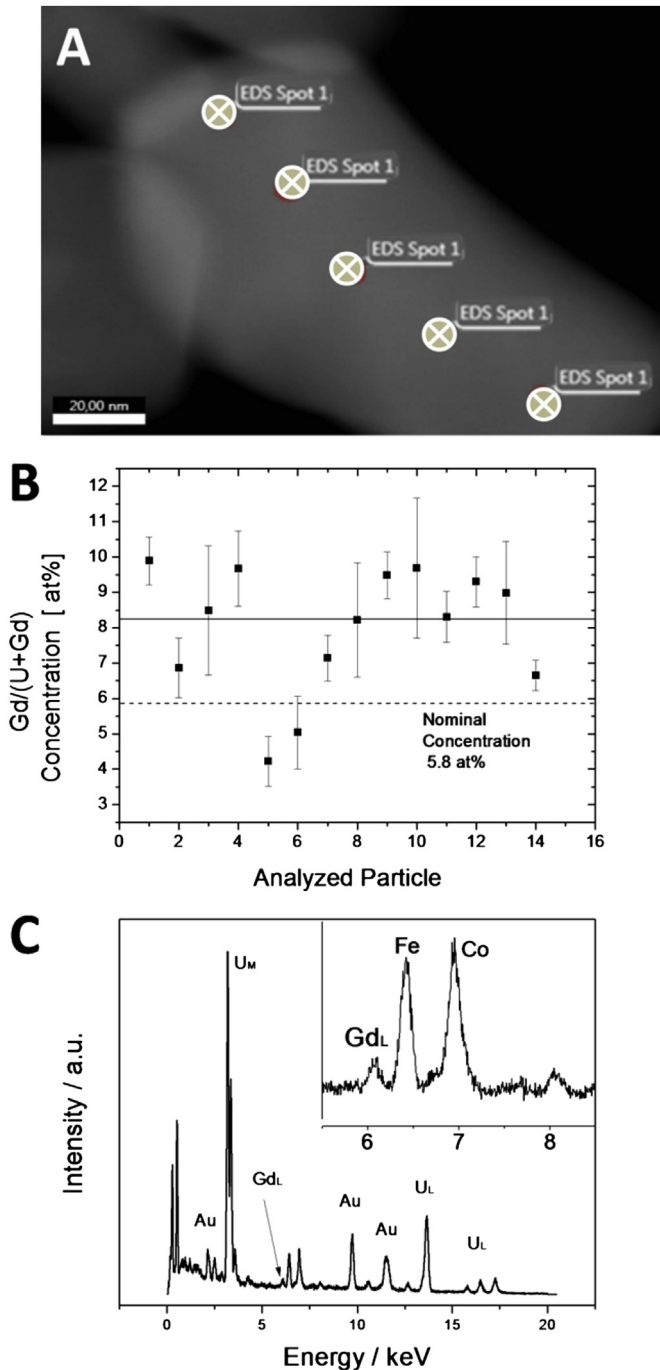 A
EDS Spot 1
EDS Spot 1
EDS Spot 1
EDS Spot 1
EDS Spot 1
20,00 nm
B
12
11
10
9
8
7
6
5
4
3
Gd/(U+Gd)
Concentration [ at%]
Nominal
Concentration
5.8 at%
0 2 4 6 8 10 12 14 16
Analyzed Particle
C
UM
Fe
Co
GdL
6 7 8
Intensity / a.u.
Au
GdL
Au
Au
UL
UL
0 5 10 15 20
Energy / keV